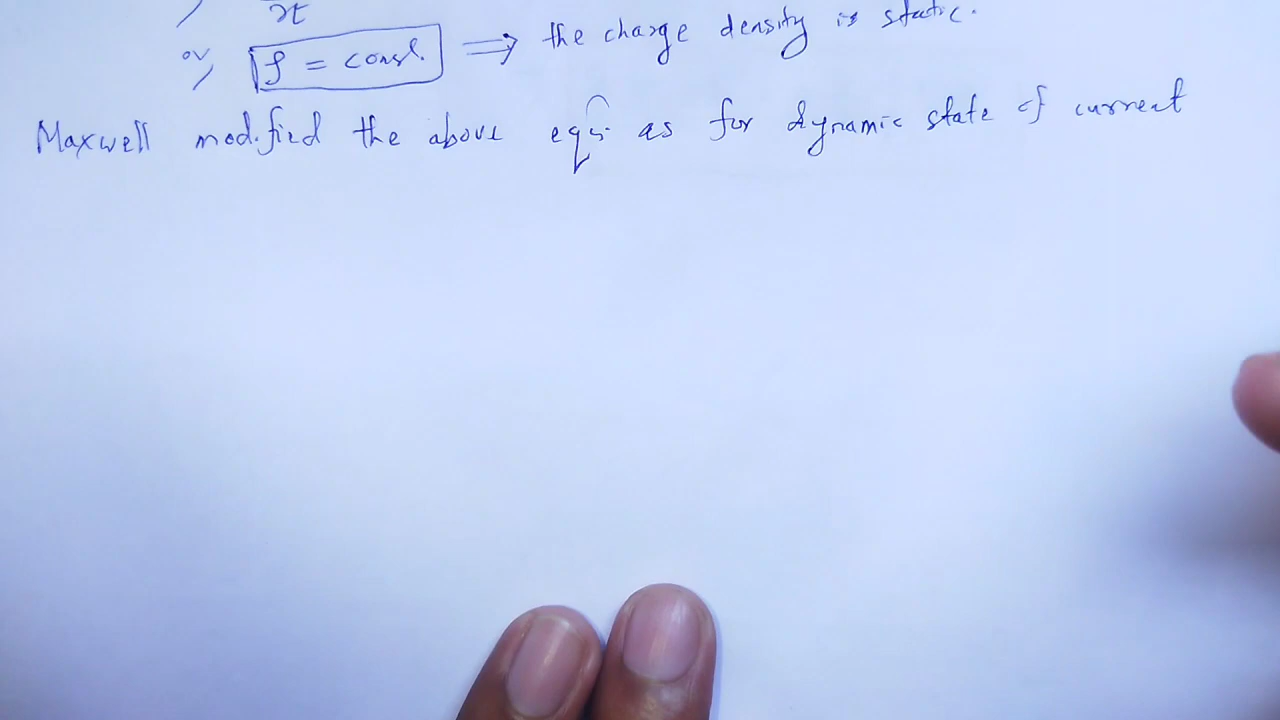 ∂t
or, ρ = const. ⟹ the charge density is static.
Maxwell modified the above eqn. as for dynamic state of current